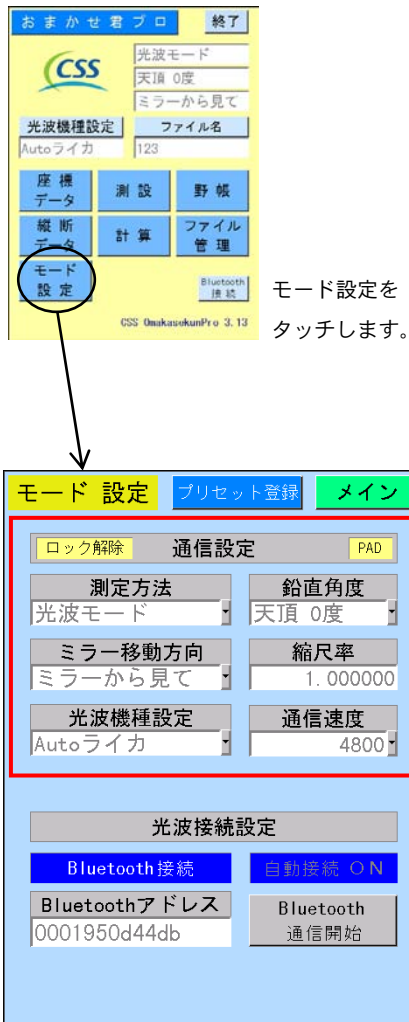 おまかせ君プロ 終了
CSS
光波モード
天頂 0度
ミラーから見て
光波機種設定 ファイル名
Autoライカ 123
座標データ 測設 野帳
縦断データ 計算 ファイル管理
モード設定 Bluetooth接続
CSS OmakasekunPro 3.13
モード設定を
タッチします。
モード 設定 プリセット登録 メイン
ロック解除 通信設定 PAD
測定方法 鉛直角度
光波モード 天頂 0度
ミラー移動方向 縮尺率
ミラーから見て 1.000000
光波機種設定 通信速度
Autoライカ 4800
光波接続設定
Bluetooth接続 自動接続 ON
Bluetoothアドレス Bluetooth
0001950d44db 通信開始